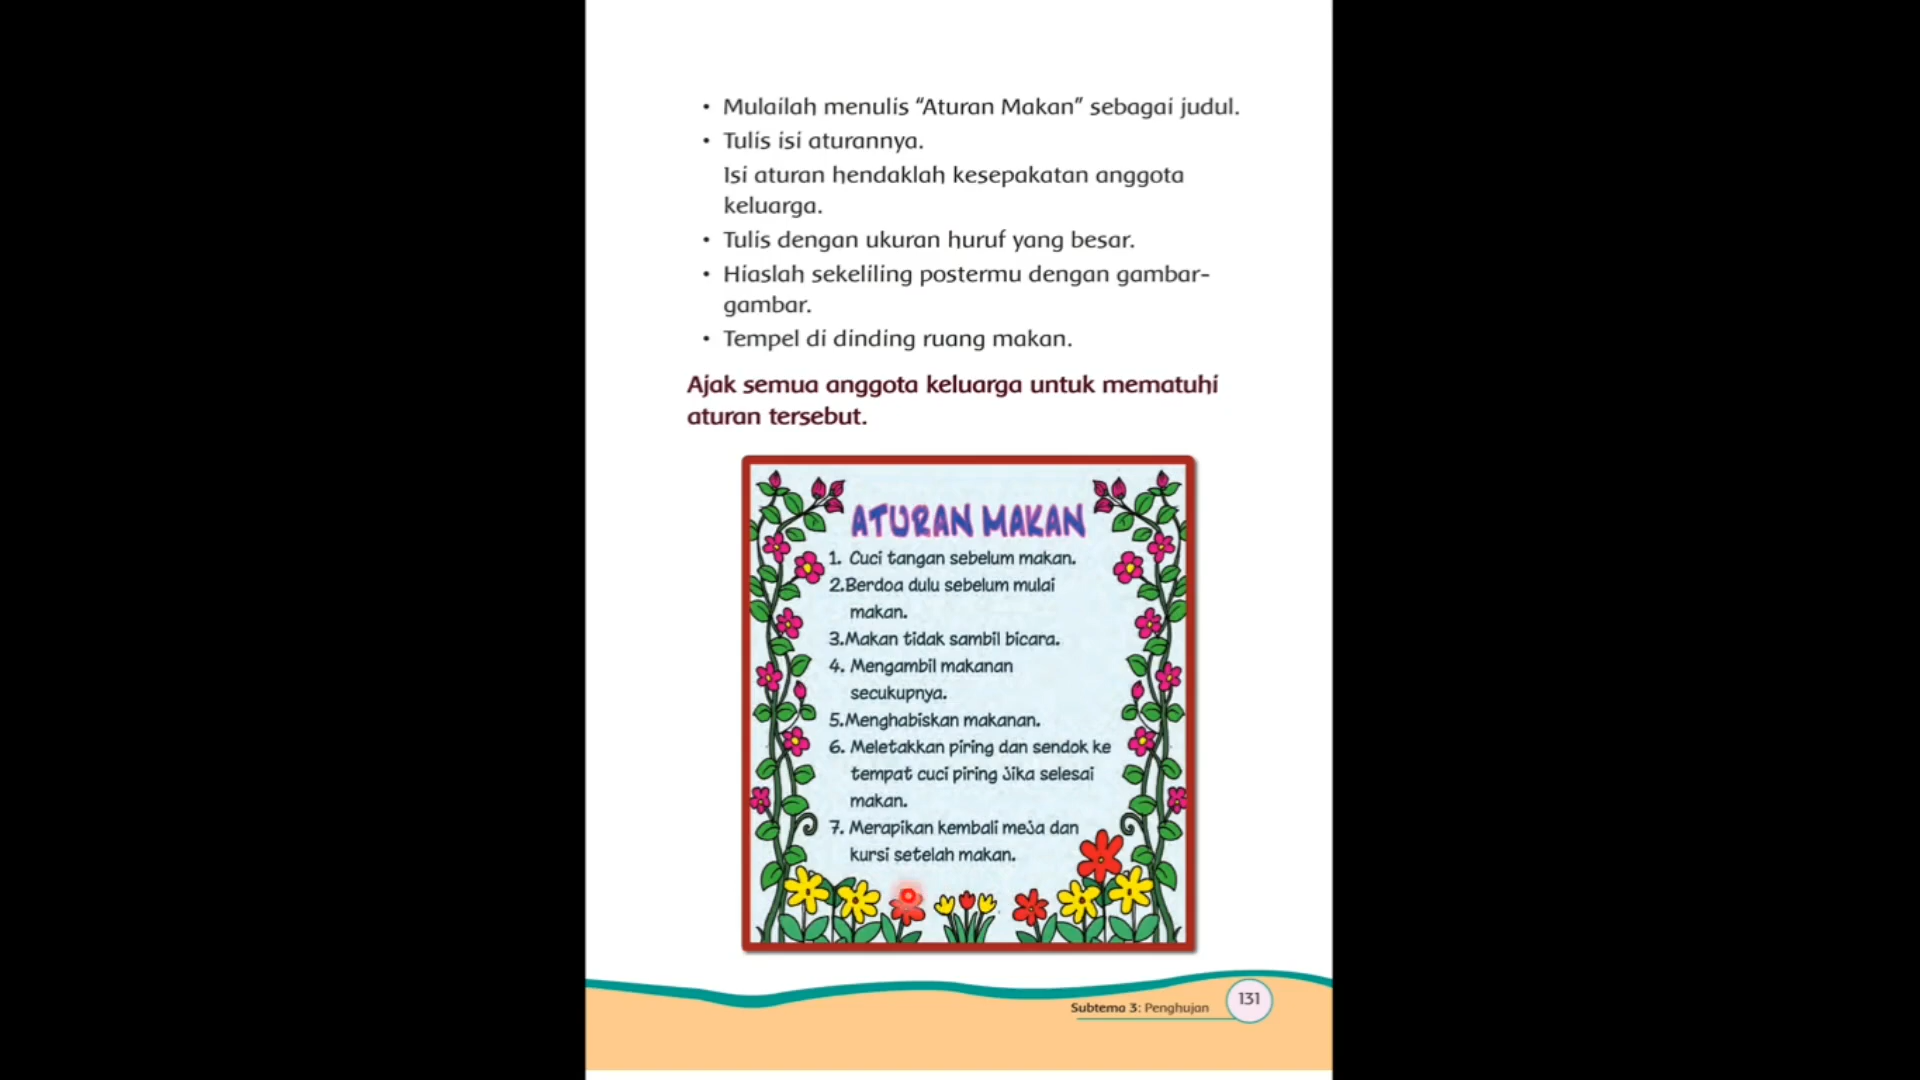 • Mulailah menulis “Aturan Makan” sebagai judul.
• Tulis isi aturannya.
Isi aturan hendaklah kesepakatan anggota
keluarga.
• Tulis dengan ukuran huruf yang besar.
• Hiaslah sekeliling postermu dengan gambar-
gambar.
• Tempel di dinding ruang makan.
Ajak semua anggota keluarga untuk mematuhi
aturan tersebut.
ATURAN MAKAN
1. Cuci tangan sebelum makan.
2.Berdoa dulu sebelum mulai
makan.
3.Makan tidak sambil bicara.
4. Mengambil makanan
secukupnya.
5.Menghabiskan makanan.
6. Meletakkan piring dan sendok ke
tempat cuci piring jika selesai
makan.
7. Merapikan kembali meja dan
kursi setelah makan.
Subtema 3: Penghujan
131